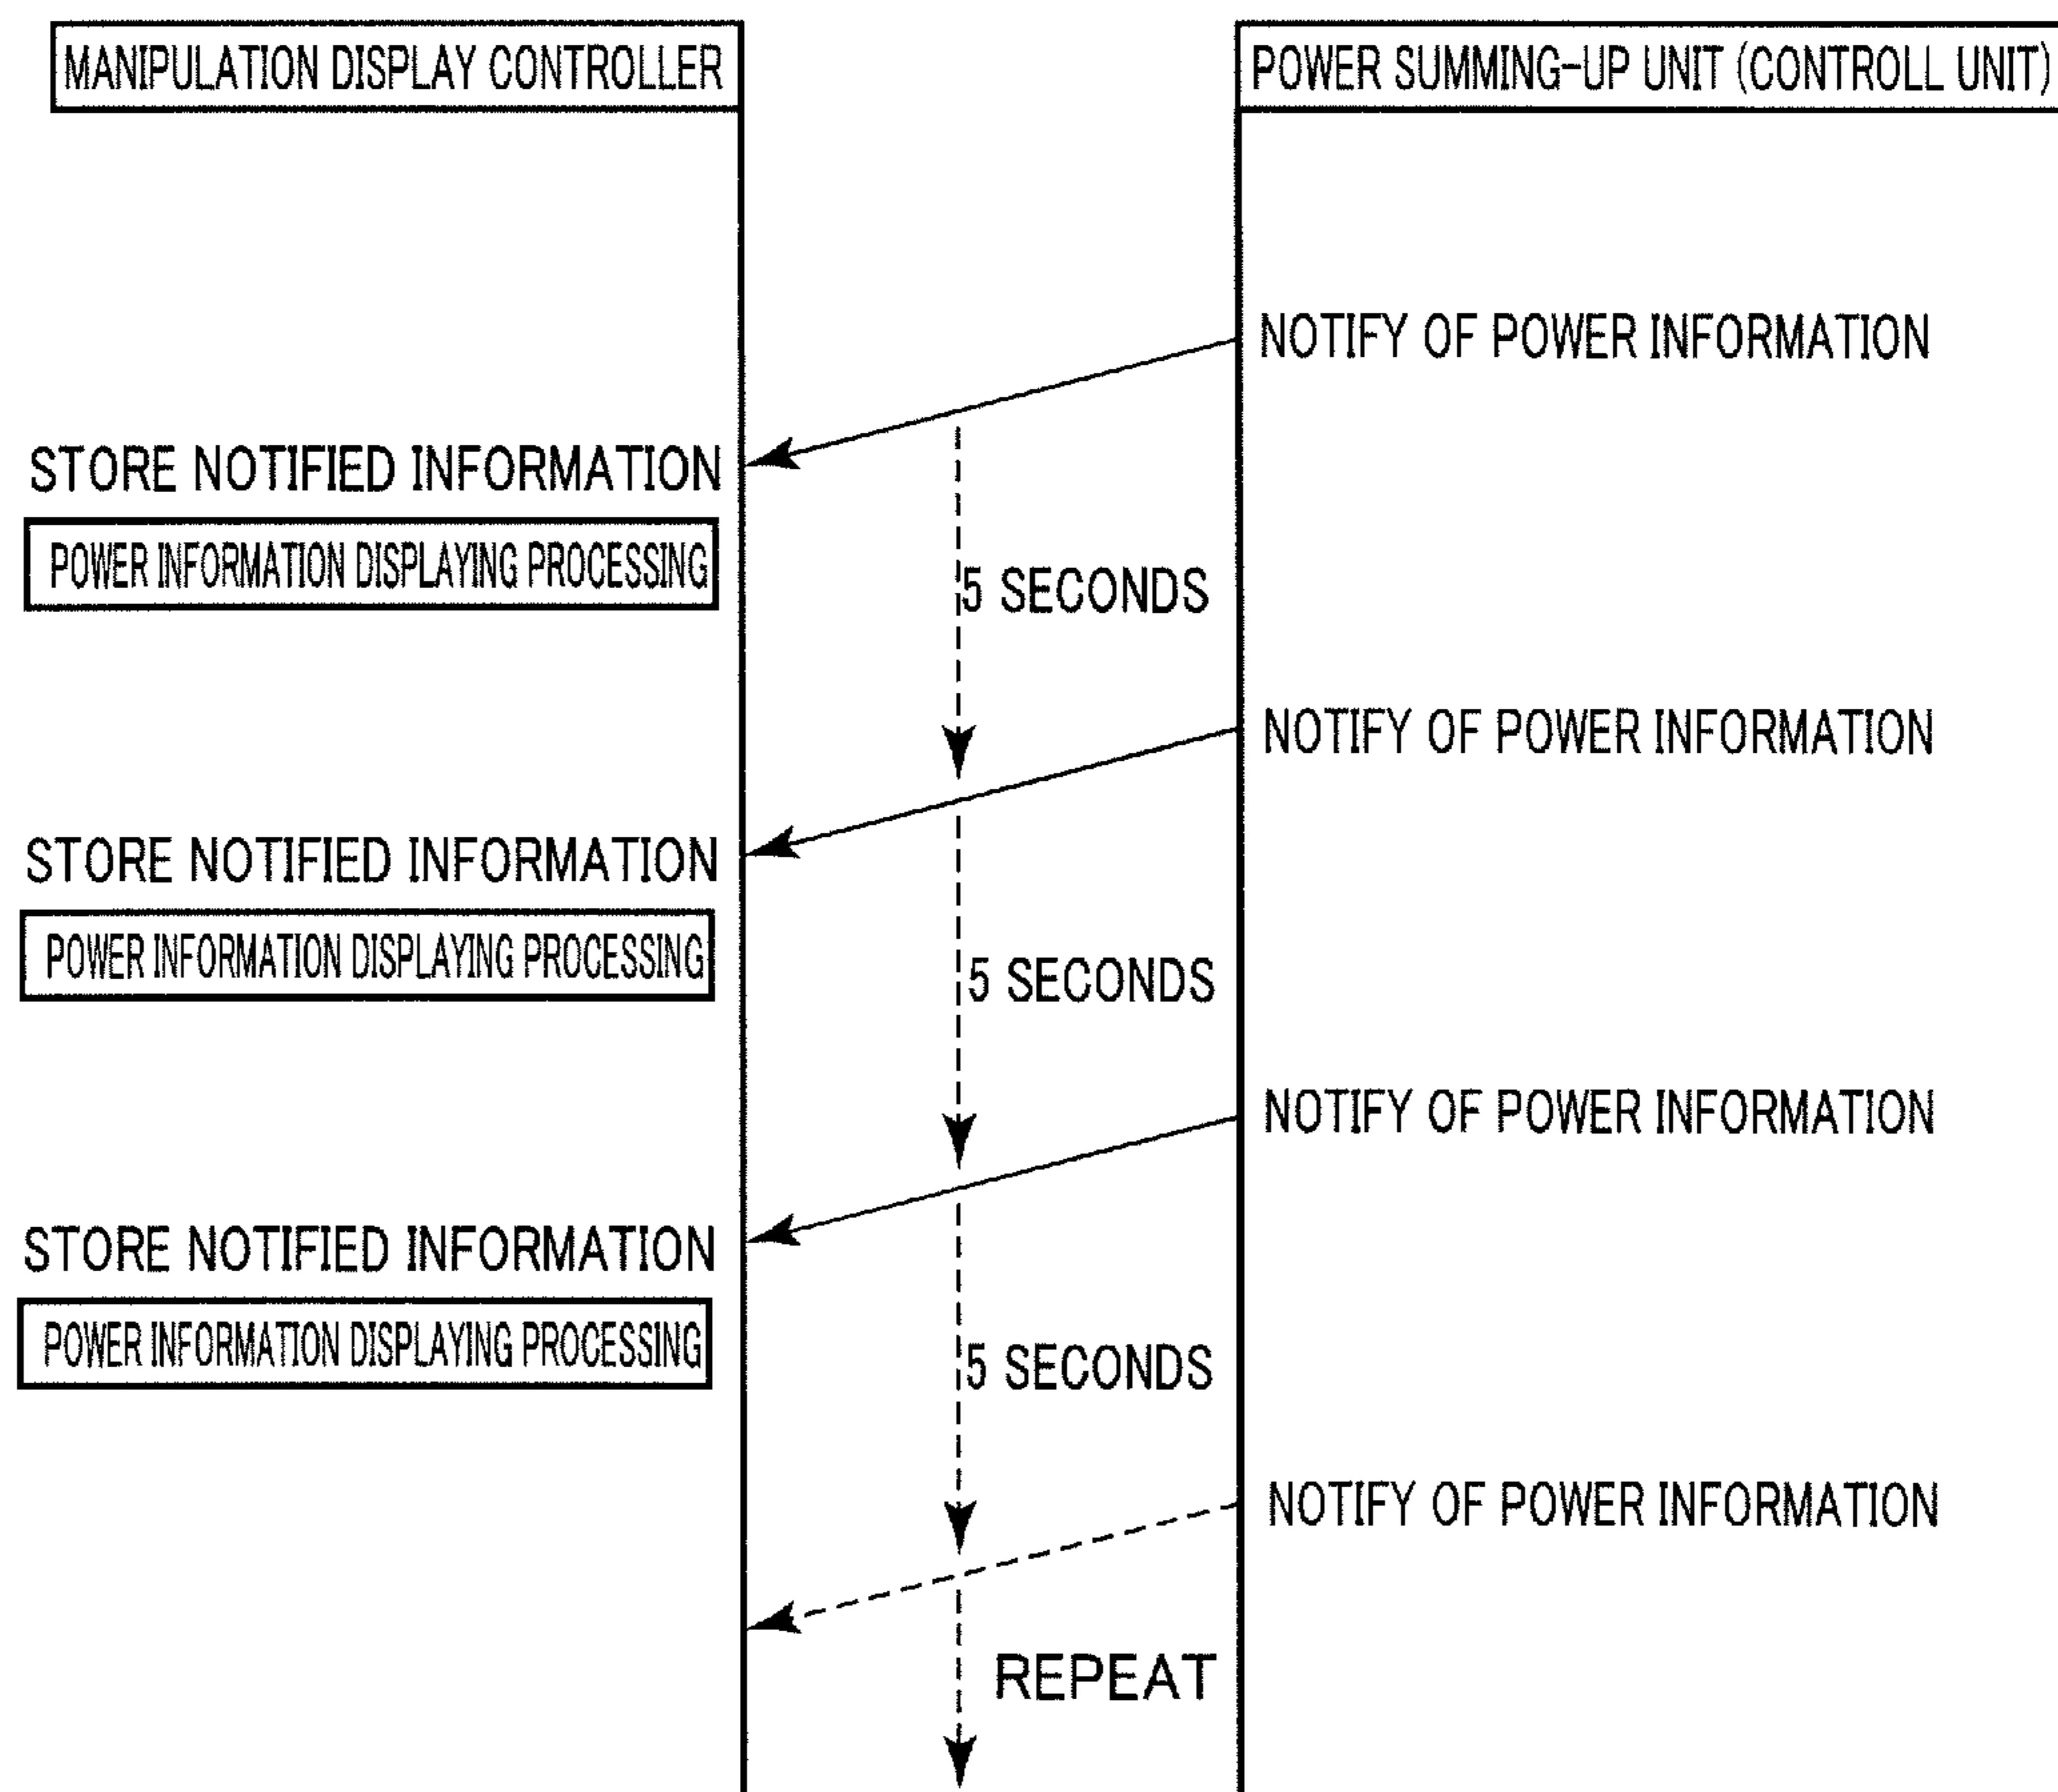 MANIPULATION DISPLAY CONTROLLER
POWER SUMMING-UP UNIT (CONTROLL UNIT)
NOTIFY OF POWER INFORMATION
STORE NOTIFIED INFORMATION
POWER INFORMATION DISPLAYING PROCESSING
5 SECONDS
NOTIFY OF POWER INFORMATION
STORE NOTIFIED INFORMATION
POWER INFORMATION DISPLAYING PROCESSING
5 SECONDS
NOTIFY OF POWER INFORMATION
STORE NOTIFIED INFORMATION
POWER INFORMATION DISPLAYING PROCESSING
5 SECONDS
NOTIFY OF POWER INFORMATION
REPEAT